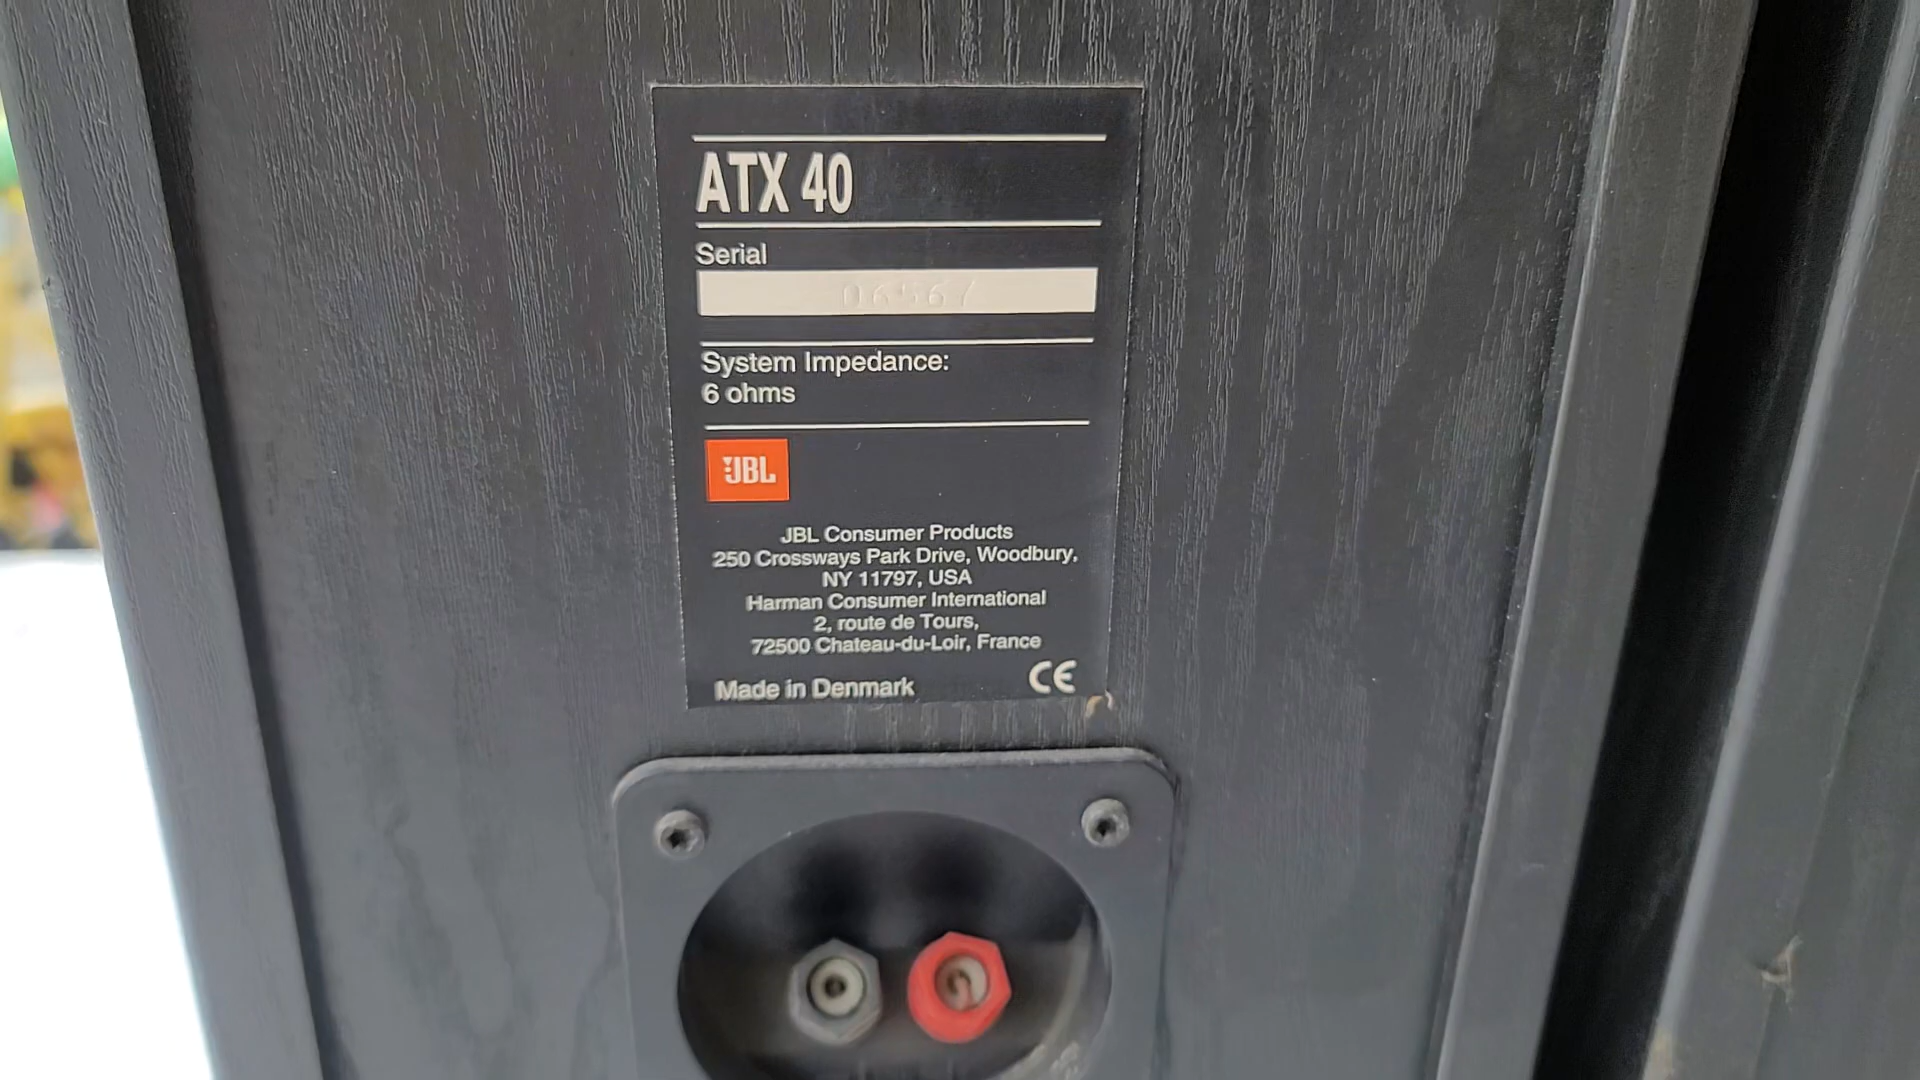 ATX 40
Serial
System Impedance:
6 ohms
JBL
JBL Consumer Products
250 Crossways Park Drive, Woodbury,
NY 11797, USA
Harman Consumer International
2, route de Tours,
72500 Chateau-du-Loir, France
Made in Denmark CE